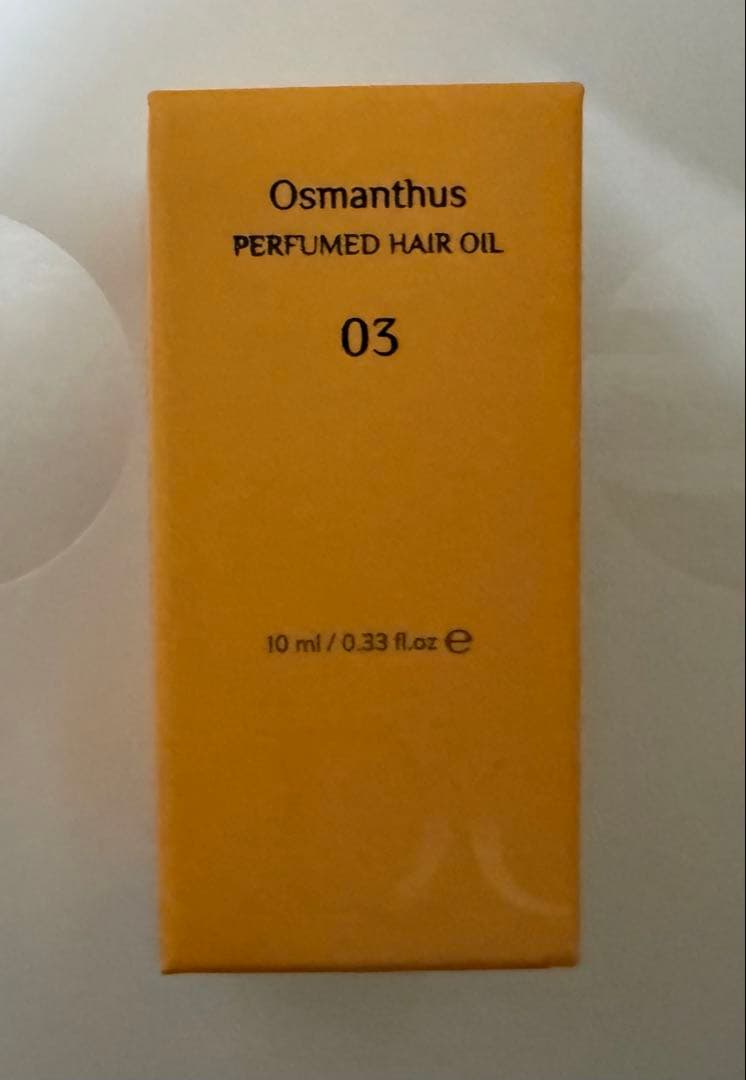 Osmanthus
PERFUMED HAIR OIL
03
10 ml / 0.33 fl.oz ℮